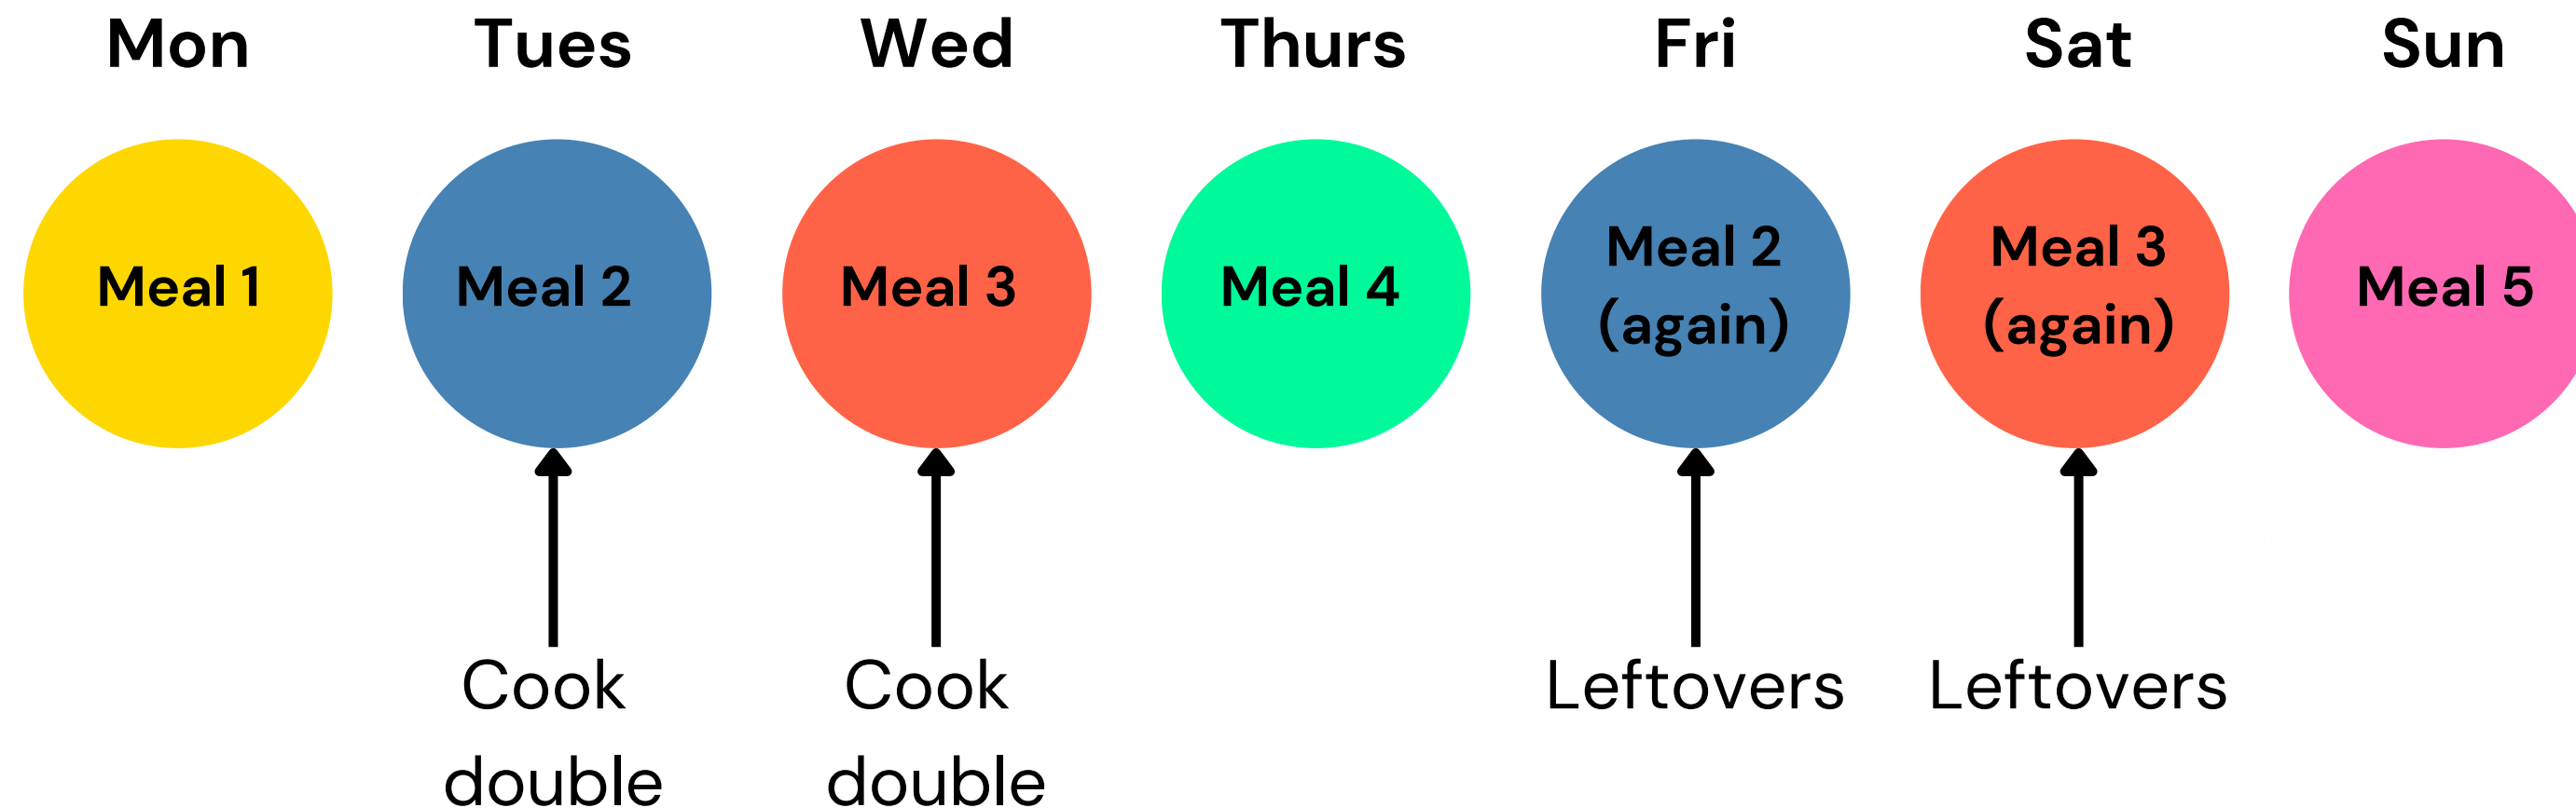 Mon Tues Wed Thurs Fri Sat Sun
Meal 1
Meal 2
Meal 3
Meal 4
Meal 2
(again)
Meal 3
(again)
Meal 5
Cook
double
Cook
double
Leftovers
Leftovers